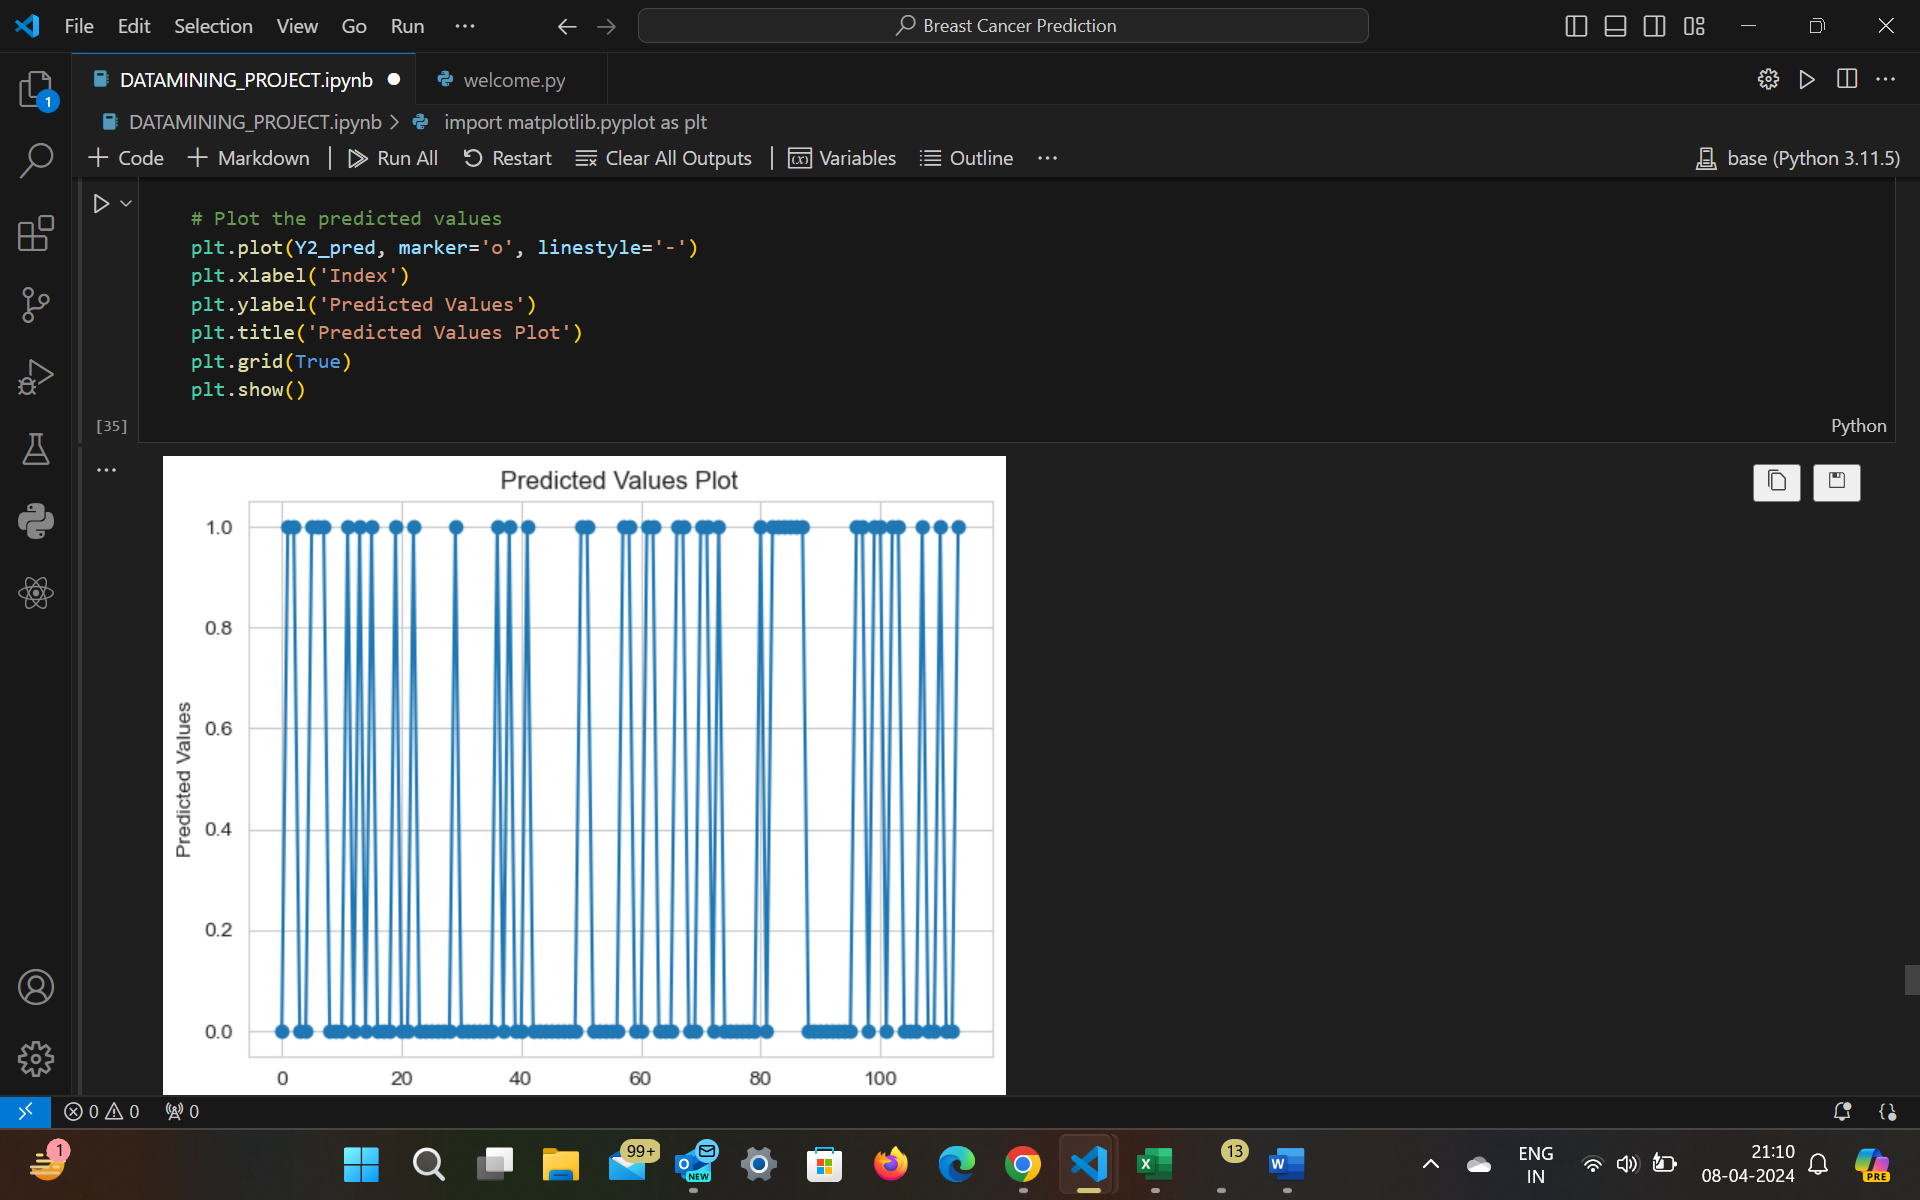 File Edit Selection View Go Run ···
Breast Cancer Prediction
DATAMINING_PROJECT.ipynb
welcome.py
1
DATAMINING_PROJECT.ipynb > import matplotlib.pyplot as plt
+ Code + Markdown | Run All Restart Clear All Outputs | Variables Outline ···
base (Python 3.11.5)
# Plot the predicted values
plt.plot(Y2_pred, marker='o', linestyle='-')
plt.xlabel('Index')
plt.ylabel('Predicted Values')
plt.title('Predicted Values Plot')
plt.grid(True)
plt.show()
[35]
Python
Predicted Values Plot
1.0
0.8
0.6
0.4
0.2
0.0
Predicted Values
0 20 40 60 80 100
0 0 0
1
99+
NEW
13
ENG
IN
21:10
08-04-2024
PRE